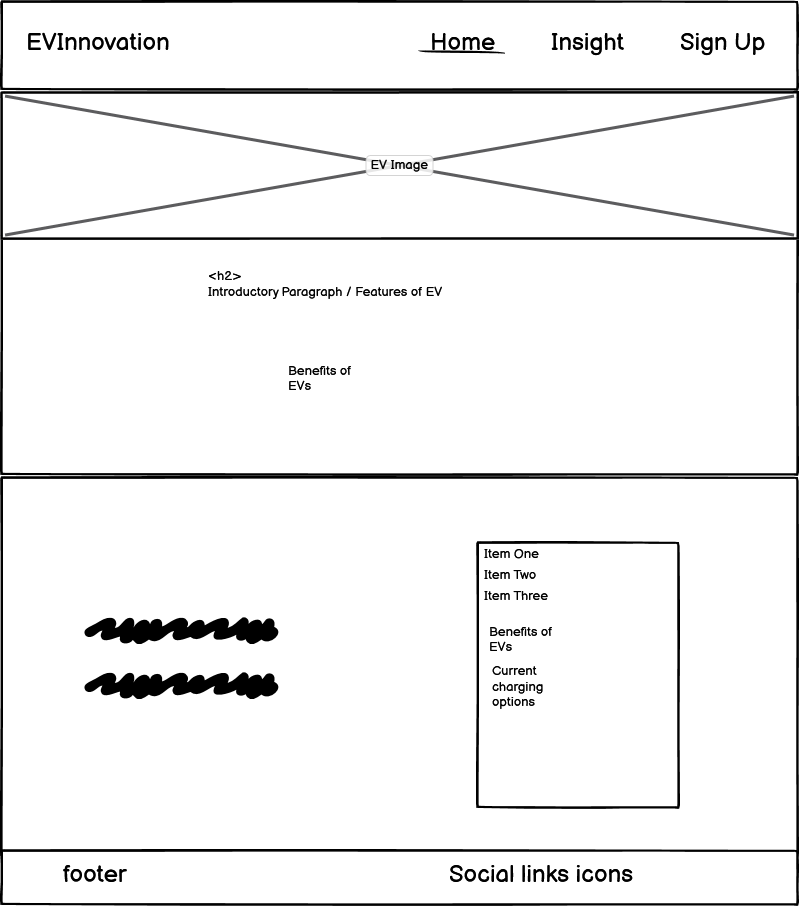 EVInnovation
Home
Insight
Sign Up
EV Image
<h2>
Introductory Paragraph / Features of EV
Benefits of
EVs
Item One
Item Two
Item Three
Benefits of
EVs
Current
charging
options
footer
Social links icons